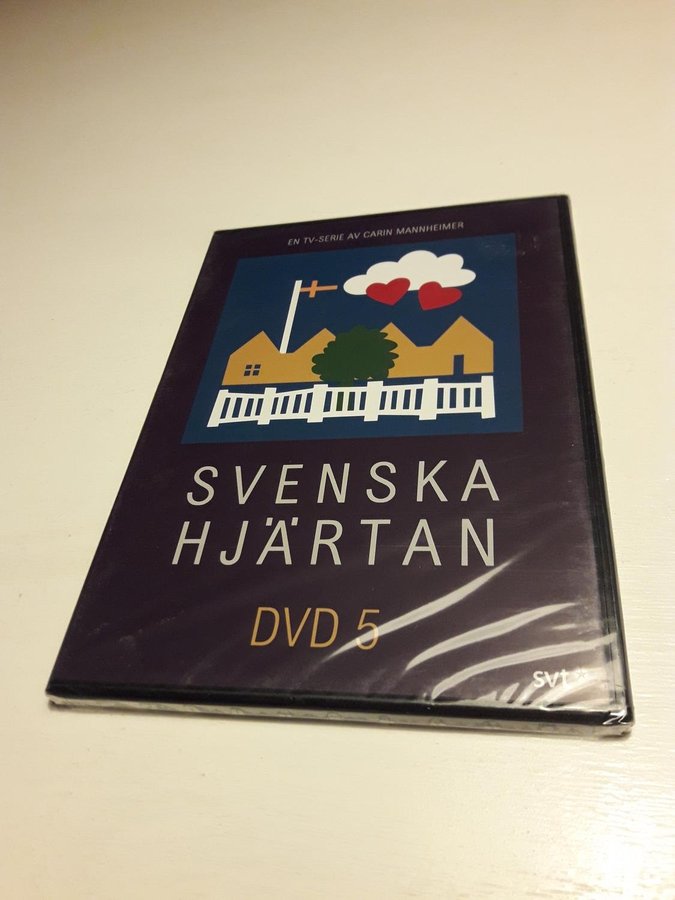 EN TV-SERIE AV CARIN MANNHEIMER
SVENSKA
HJÄRTAN
DVD 5
svt